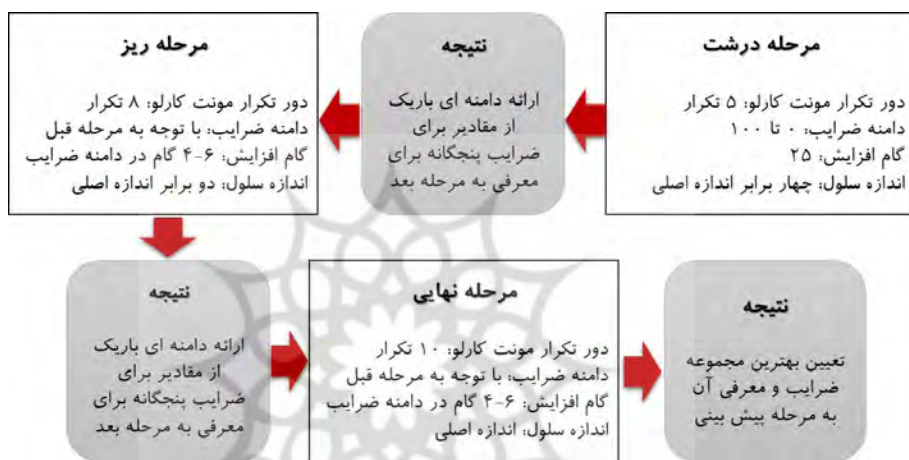 مرحله درشت
دور تکرار مونت کارلو: ۵ تکرار
دامنه ضرایب: ۰ تا ۱۰۰
گام افزایش: ۲۵
اندازه سلول: چهار برابر اندازه اصلی
نتیجه
ارائه دامنه ای باریک
از مقادیر برای
ضرایب پنجگانه برای
معرفی به مرحله بعد
مرحله ریز
دور تکرار مونت کارلو: ۸ تکرار
دامنه ضرایب: با توجه به مرحله قبل
گام افزایش: ۶-۴ گام در دامنه ضرایب
اندازه سلول: دو برابر اندازه اصلی
نتیجه
ارائه دامنه ای باریک
از مقادیر برای
ضرایب پنجگانه برای
معرفی به مرحله بعد
مرحله نهایی
دور تکرار مونت کارلو: ۱۰ تکرار
دامنه ضرایب: با توجه به مرحله قبل
گام افزایش: ۶-۴ گام در دامنه ضرایب
اندازه سلول: اندازه اصلی
نتیجه
تعیین بهترین مجموعه
ضرایب و معرفی آن
به مرحله پیش بینی